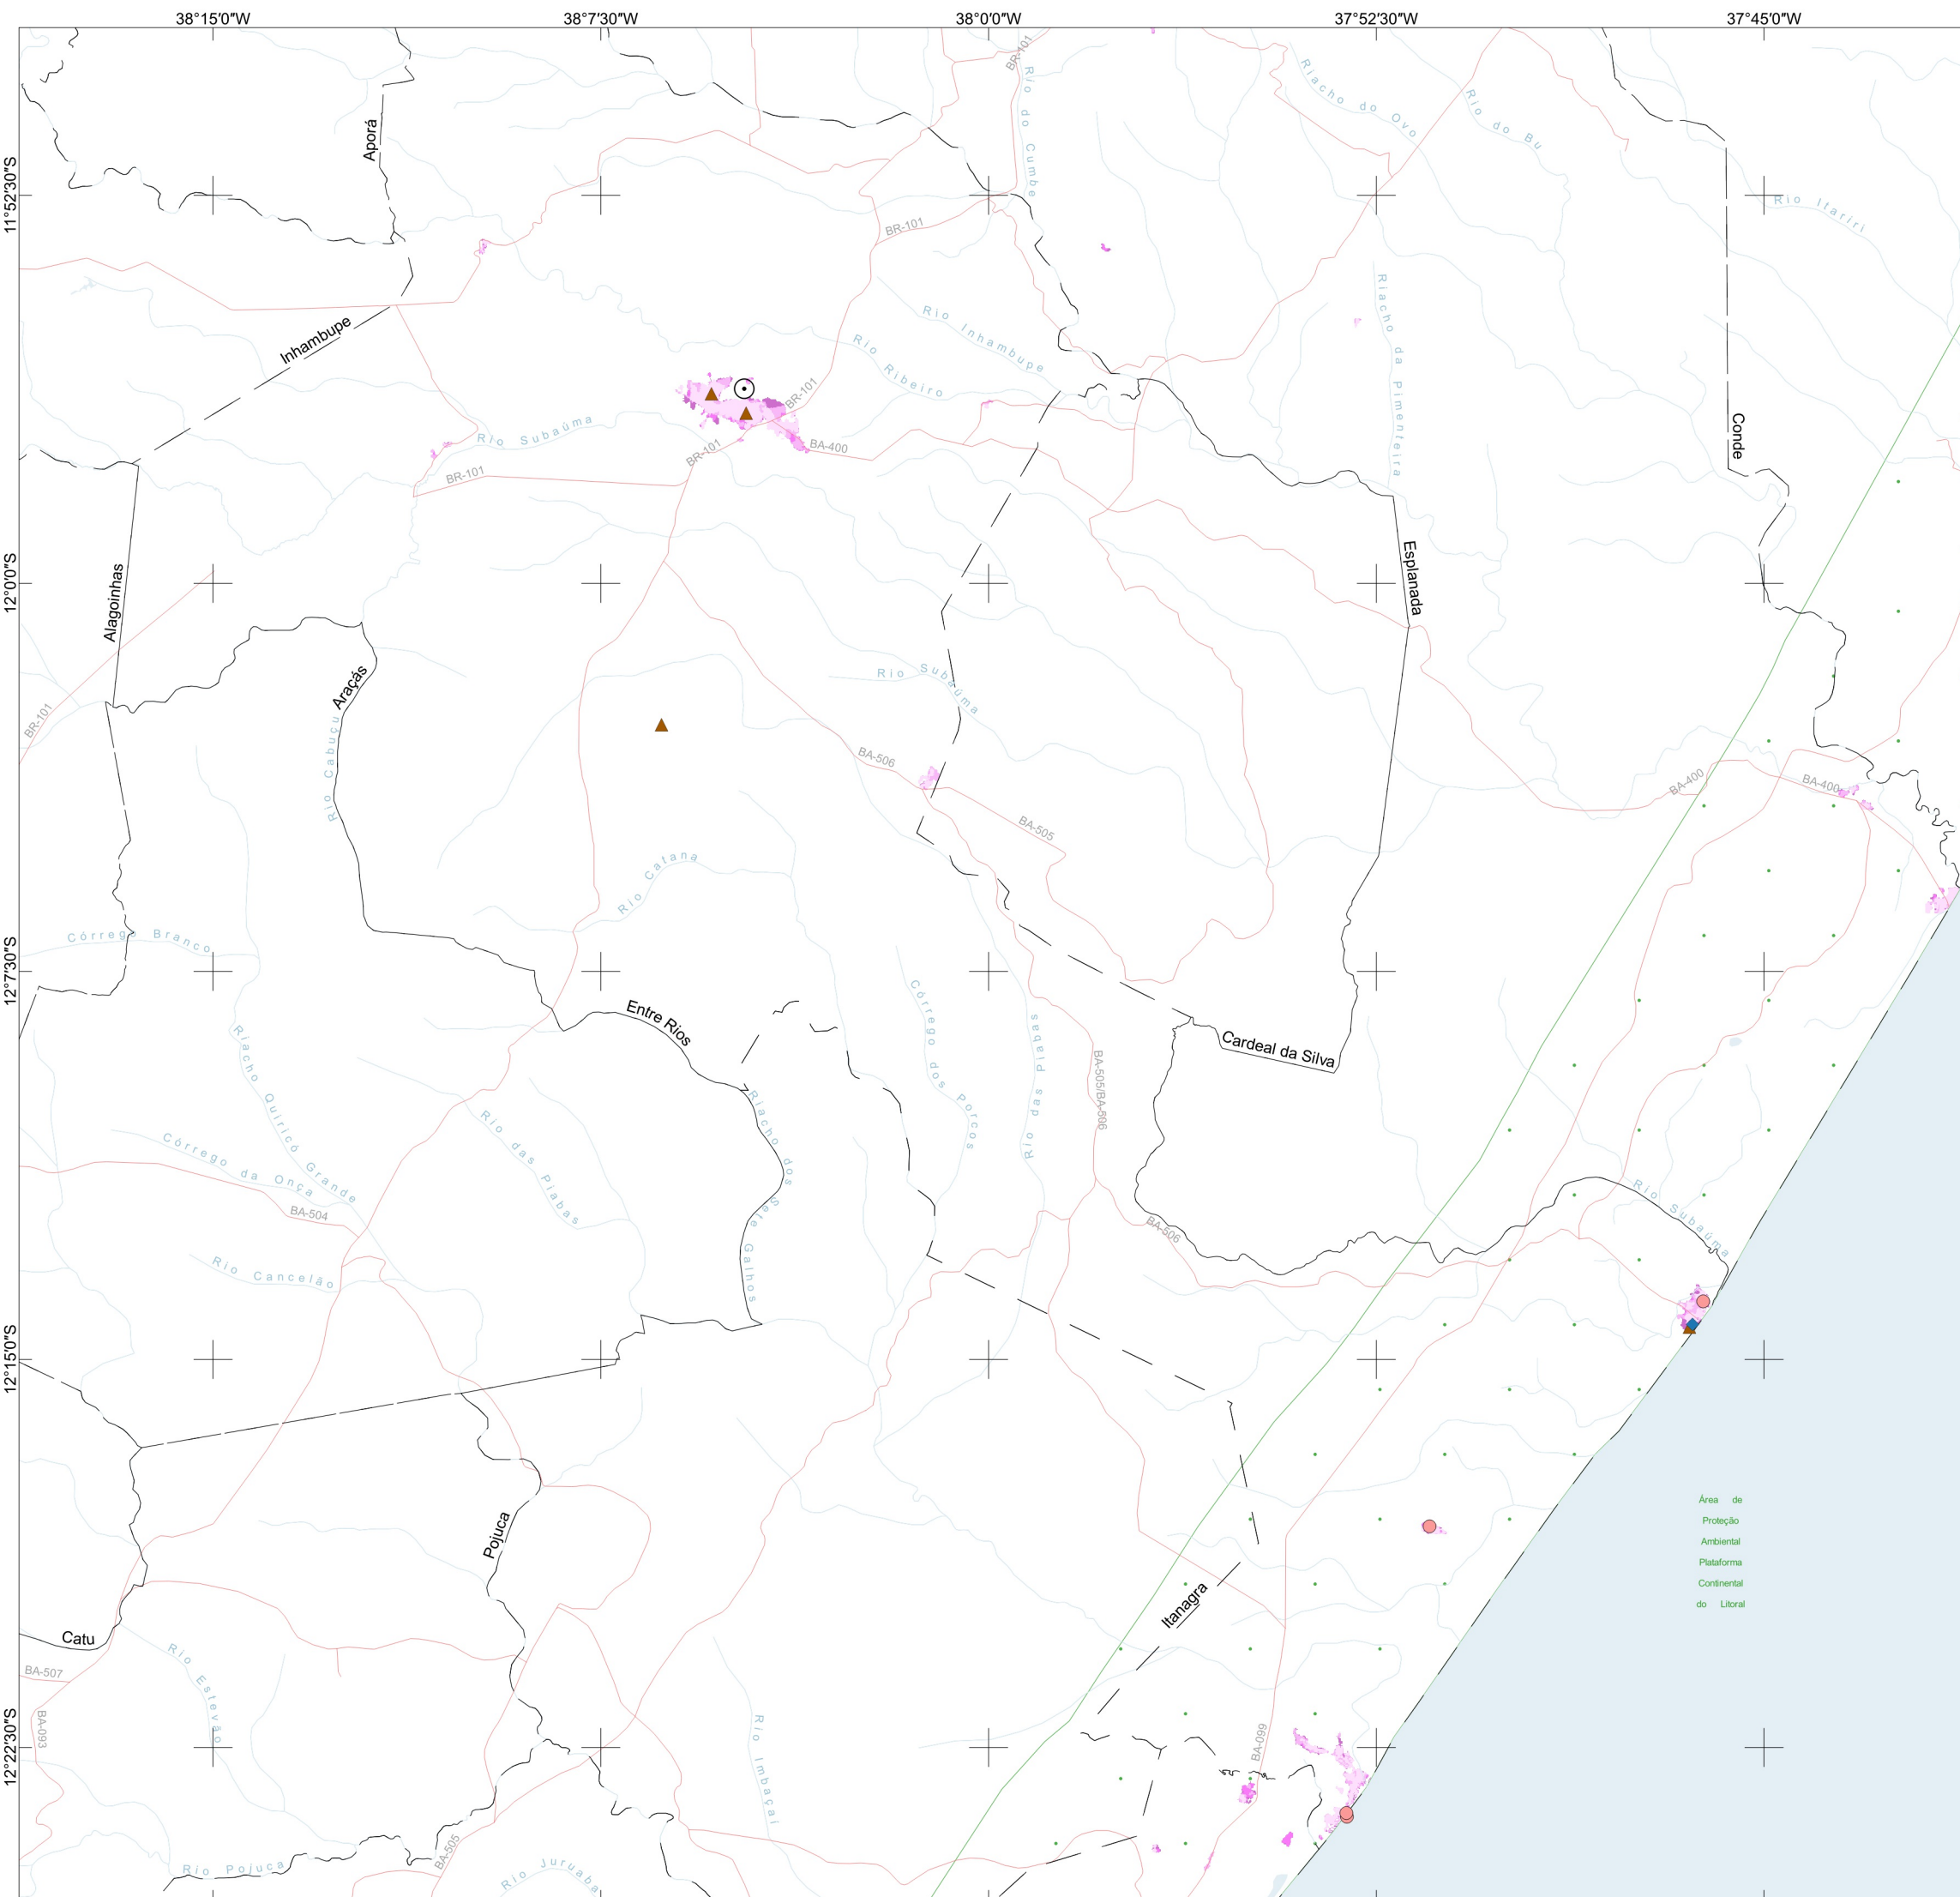 38°15′0″W
38°7′30″W
38°0′0″W
37°52′30″W
37°45′0″W
11°52′30″S
12°0′0″S
12°7′30″S
12°15′0″S
12°22′30″S
BR-101
Rio do Cumbe
Riacho do Ovo
Rio do Bu
Aporá
Rio Itariri
BR-101
Inhambupe
Rio Inhambupe
Rio Ribeiro
Riacho da Pimenteira
BR-101
Conde
Rio Subaúma
BR-101
BA-400
BR-101
Alagoinhas
Esplanada
Araçás
Rio Subaúma
BR-101
Rio Cabuçu
BA-506
BA-400
BA-400
BA-505
Rio Catana
Córrego Branco
Entre Rios
Córrego dos Porcos
Rio das Piabas
Cardeal da Silva
BA-505/BA-506
Riacho Quiricó Grande
Riacho dos Sete Galhos
Rio das Piabas
Córrego da Onça
BA-504
BA-506
Rio Subaúma
Rio Cancelão
Área de
Proteção
Ambiental
Plataforma
Continental
do Litoral
Pojuca
Itanagra
Catu
BA-507
Rio Estevão
BA-093
Rio Imbaçai
BA-099
BA-505
Rio Pojuca
Rio Juruaba